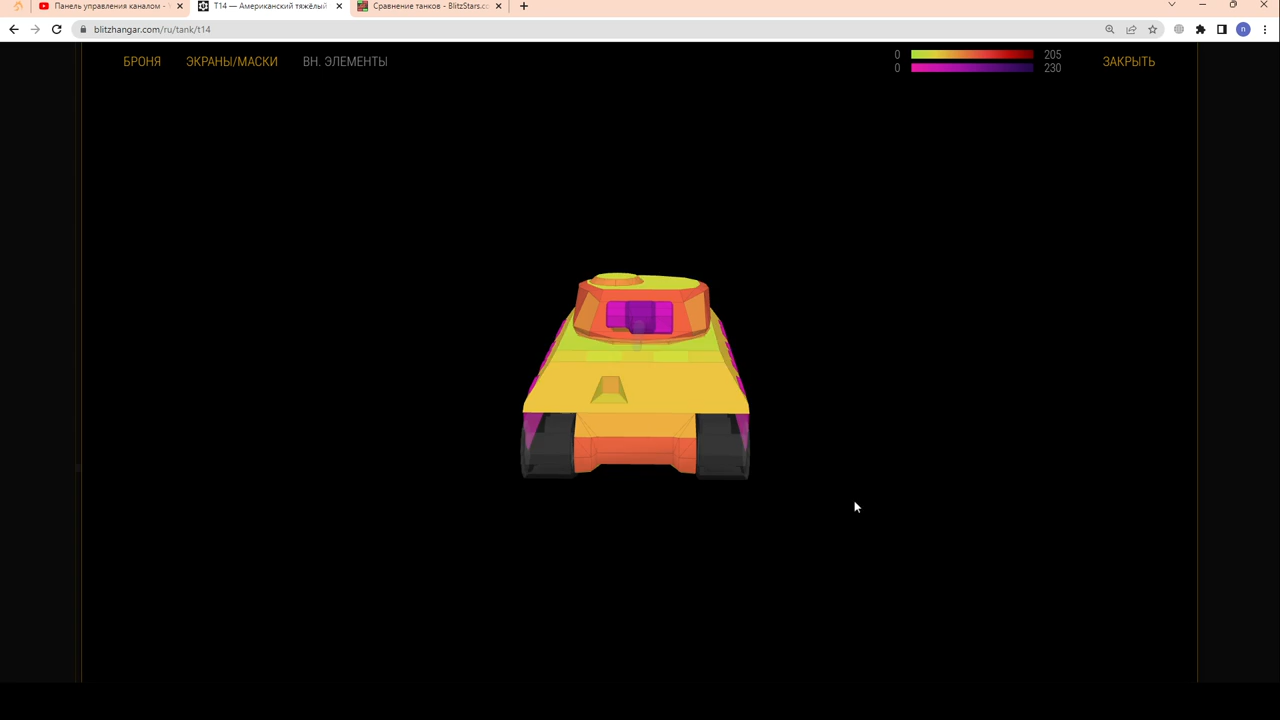 Панель управления каналом -
T14 — Американский тяжёлый
Сравнение танков - BlitzStars.co
blitzhangar.com/ru/tank/t14
n
БРОНЯ ЭКРАНЫ/МАСКИ ВН. ЭЛЕМЕНТЫ 0 205 ЗАКРЫТЬ
0 230